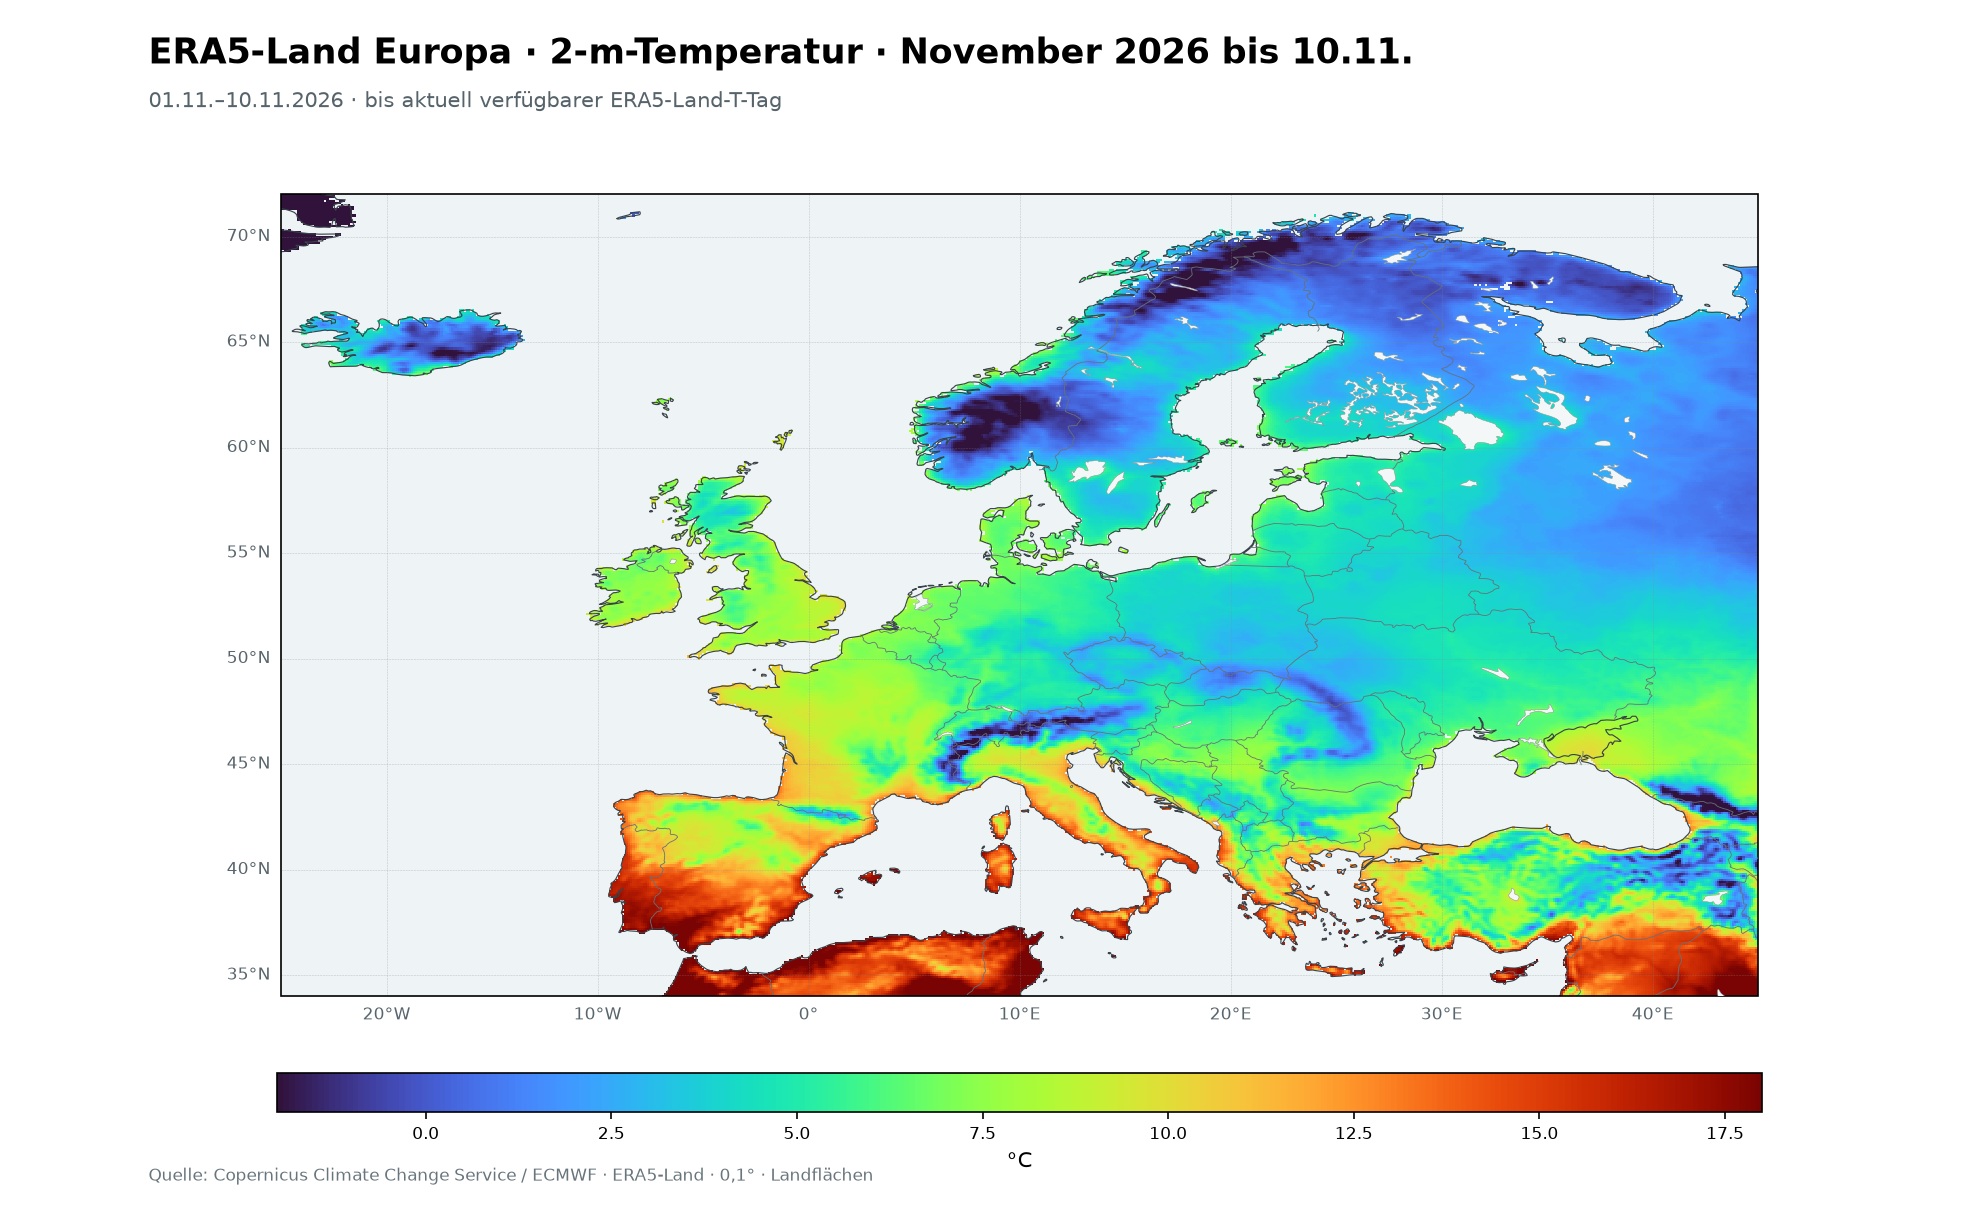 ERA5-Land Europa · 2-m-Temperatur · November 2026 bis 10.11.
01.11.–10.11.2026 · bis aktuell verfügbarer ERA5-Land-T-Tag
70°N
65°N
60°N
55°N
50°N
45°N
40°N
35°N
20°W 10°W 0° 10°E 20°E 30°E 40°E
0.0 2.5 5.0 7.5 10.0 12.5 15.0 17.5
°C
Quelle: Copernicus Climate Change Service / ECMWF · ERA5-Land · 0,1° · Landflächen